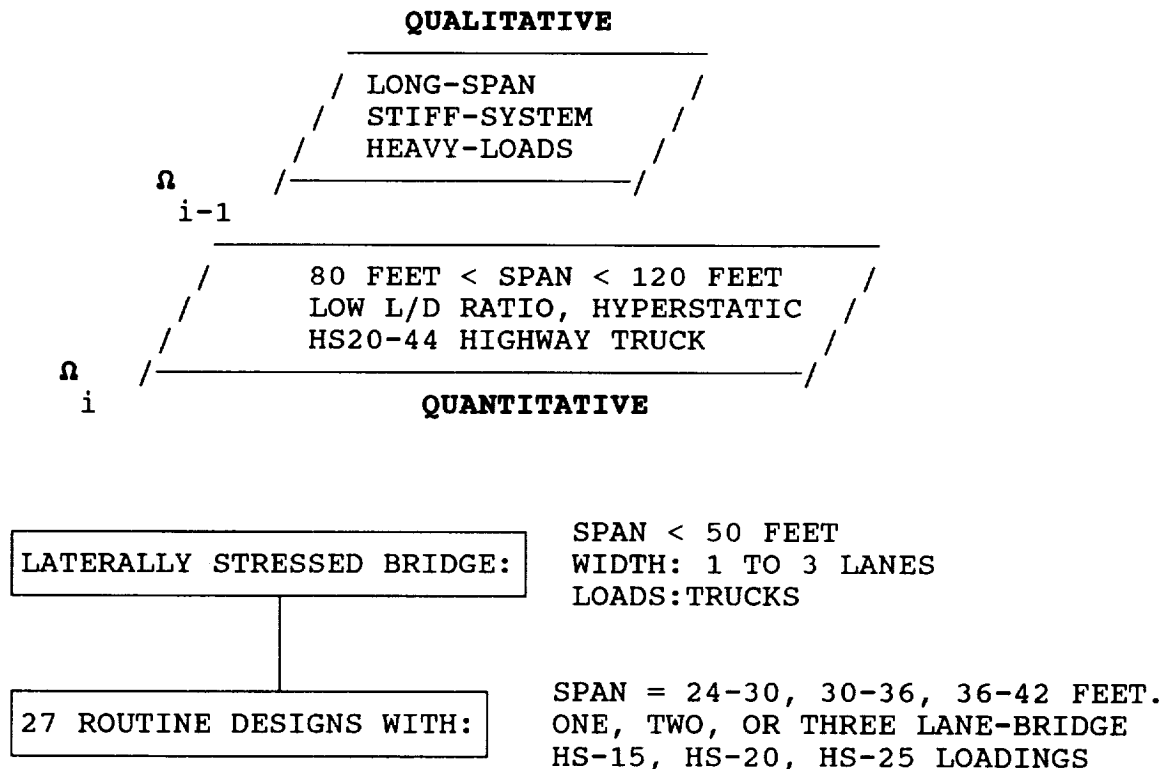 QUALITATIVE
LONG-SPAN
STIFF-SYSTEM
HEAVY-LOADS
Ω
i-1
80 FEET < SPAN < 120 FEET
LOW L/D RATIO, HYPERSTATIC
HS20-44 HIGHWAY TRUCK
Ω
i
QUANTITATIVE
LATERALLY STRESSED BRIDGE:
SPAN < 50 FEET
WIDTH: 1 TO 3 LANES
LOADS:TRUCKS
27 ROUTINE DESIGNS WITH:
SPAN = 24-30, 30-36, 36-42 FEET.
ONE, TWO, OR THREE LANE-BRIDGE
HS-15, HS-20, HS-25 LOADINGS